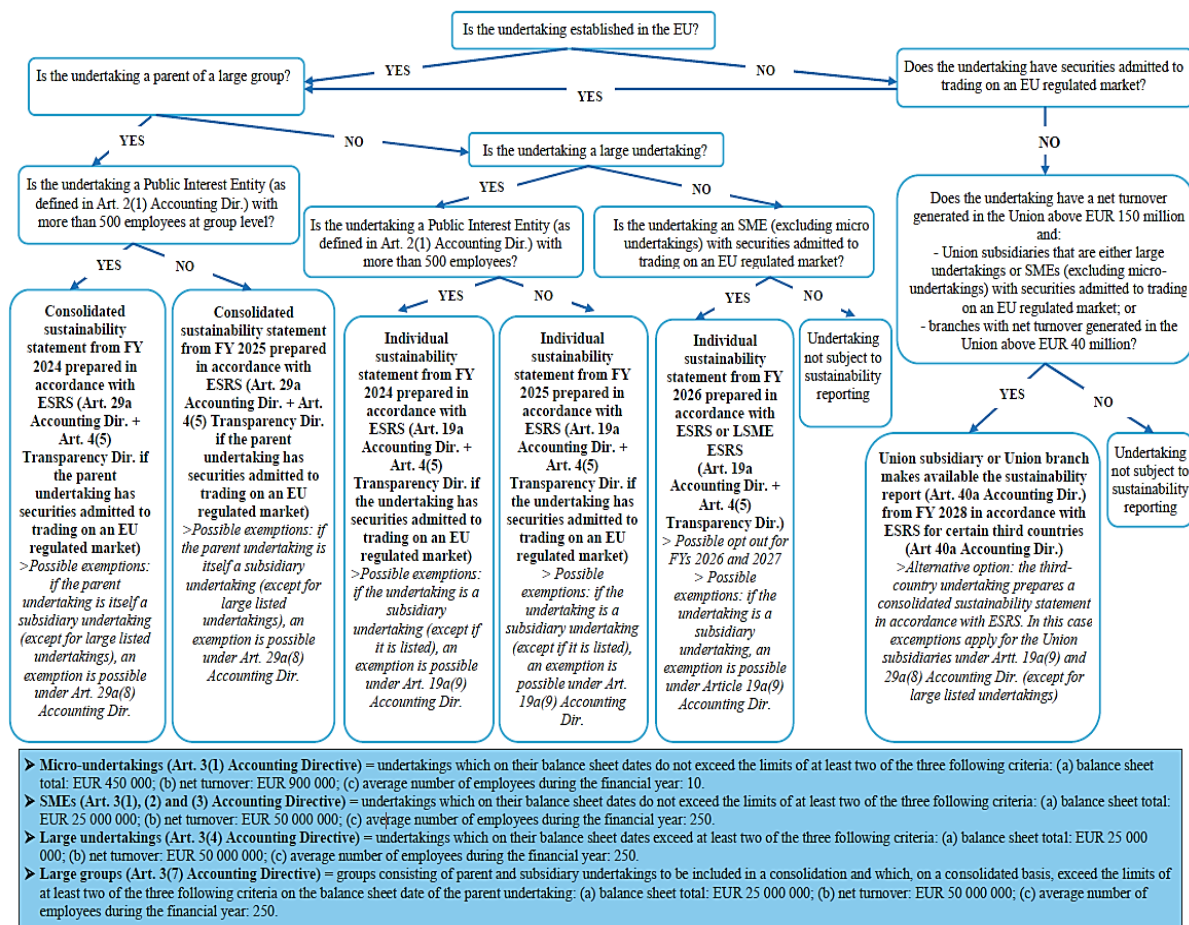 Is the undertaking established in the EU?
YES
NO
Is the undertaking a parent of a large group?
YES
Does the undertaking have securities admitted to
trading on an EU regulated market?
YES
NO
Is the undertaking a large undertaking?
NO
Is the undertaking a Public Interest Entity (as
defined in Art. 2(1) Accounting Dir.) with
more than 500 employees at group level?
YES
NO
Is the undertaking a Public Interest Entity (as
defined in Art. 2(1) Accounting Dir.) with
more than 500 employees?
Is the undertaking an SME (excluding micro
undertakings) with securities admitted to
trading on an EU regulated market?
Does the undertaking have a net turnover
generated in the Union above EUR 150 million
and:
- Union subsidiaries that are either large
undertakings or SMEs (excluding micro-
undertakings) with securities admitted to trading
on an EU regulated market; or
- branches with net turnover generated in the
Union above EUR 40 million?
YES
NO
YES
NO
YES
NO
YES
NO
Consolidated
sustainability
statement from FY
2024 prepared in
accordance with
ESRS (Art. 29a
Accounting Dir. +
Art. 4(5)
Transparency Dir. if
the parent
undertaking has
securities admitted to
trading on an EU
regulated market)
>Possible exemptions:
if the parent
undertaking is itself a
subsidiary undertaking
(except for large listed
undertakings), an
exemption is possible
under Art. 29a(8)
Accounting Dir.
Consolidated
sustainability statement
from FY 2025 prepared
in accordance with
ESRS (Art. 29a
Accounting Dir. + Art.
4(5) Transparency Dir.
if the parent
undertaking has
securities admitted to
trading on an EU
regulated market)
>Possible exemptions: if
the parent undertaking is
itself a subsidiary
undertaking (except for
large listed
undertakings), an
exemption is possible
under Art. 29a(8)
Accounting Dir.
Individual
sustainability
statement from FY
2024 prepared in
accordance with
ESRS (Art. 19a
Accounting Dir. +
Art. 4(5)
Transparency Dir. if
the undertaking has
securities admitted to
trading on an EU
regulated market)
>Possible exemptions:
if the undertaking is a
subsidiary
undertaking (except if
it is listed), an
exemption is possible
under Art. 19a(9)
Accounting Dir.
Individual
sustainability
statement from FY
2025 prepared in
accordance with
ESRS (Art. 19a
Accounting Dir. +
Art. 4(5)
Transparency Dir. if
the undertaking has
securities admitted to
trading on an EU
regulated market)
> Possible
exemptions: if the
undertaking is a
subsidiary undertaking
(except if it is listed),
an exemption is
possible under Art.
19a(9) Accounting
Dir.
Individual
sustainability
statement from FY
2026 prepared in
accordance with
ESRS or LSME
ESRS
(Art. 19a
Accounting Dir. +
Art. 4(5)
Transparency Dir.)
> Possible opt out for
FYs 2026 and 2027
> Possible
exemptions: if the
undertaking is a
subsidiary
undertaking, an
exemption is possible
under Article 19a(9)
Accounting Dir.
Undertaking
not subject to
sustainability
reporting
Union subsidiary or Union branch
makes available the sustainability
report (Art. 40a Accounting Dir.)
from FY 2028 in accordance with
ESRS for certain third countries
(Art 40a Accounting Dir.)
>Alternative option: the third-
country undertaking prepares a
consolidated sustainability statement
in accordance with ESRS. In this case
excemptions apply for the Union
subsidiaries under Artt. 19a(9) and
29a(8) Accounting Dir. (except for
large listed undertakings)
Undertaking
not subject to
sustainability
reporting
➤ Micro-undertakings (Art. 3(1) Accounting Directive) = undertakings which on their balance sheet dates do not exceed the limits of at least two of the three following criteria: (a) balance sheet
total: EUR 450 000; (b) net turnover: EUR 900 000; (c) average number of employees during the financial year: 10.
➤ SMEs (Art. 3(1), (2) and (3) Accounting Directive) = undertakings which on their balance sheet dates do not exceed the limits of at least two of the three following criteria: (a) balance sheet total:
EUR 25 000 000; (b) net turnover: EUR 50 000 000; (c) average number of employees during the financial year: 250.
➤ Large undertakings (Art. 3(4) Accounting Directive) = undertakings which on their balance sheet dates exceed at least two of the three following criteria: (a) balance sheet total: EUR 25 000
000; (b) net turnover: EUR 50 000 000; (c) average number of employees during the financial year: 250.
➤ Large groups (Art. 3(7) Accounting Directive) = groups consisting of parent and subsidiary undertakings to be included in a consolidation and which, on a consolidated basis, exceed the limits of
at least two of the three following criteria on the balance sheet date of the parent undertaking: (a) balance sheet total: EUR 25 000 000; (b) net turnover: EUR 50 000 000; (c) average number of
employees during the financial year: 250.